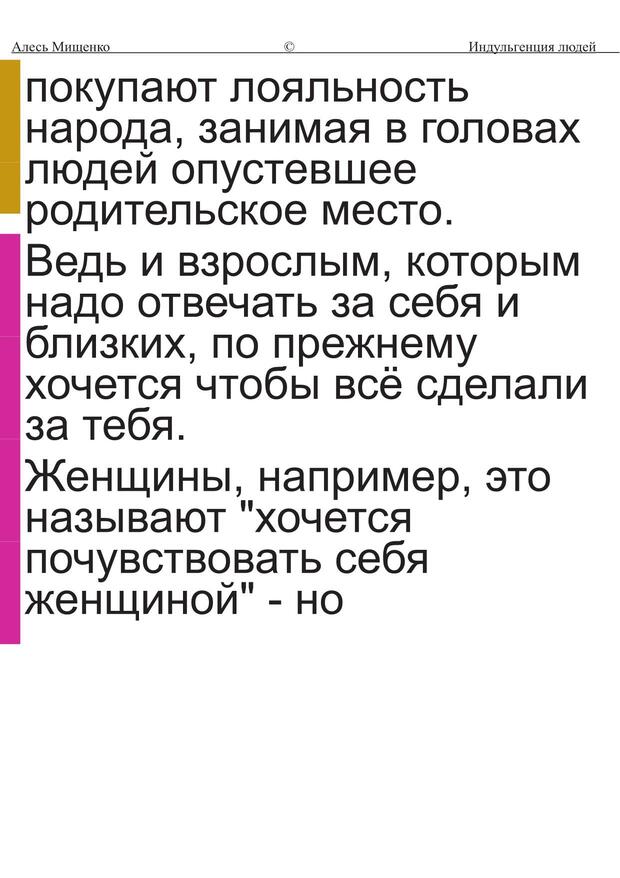 Алесь Мищенко © Индульгенция людей
покупают лояльность
народа, занимая в головах
людей опустевшее
родительское место.
Ведь и взрослым, которым
надо отвечать за себя и
близких, по прежнему
хочется чтобы всё сделали
за тебя.
Женщины, например, это
называют "хочется
почувствовать себя
женщиной" - но